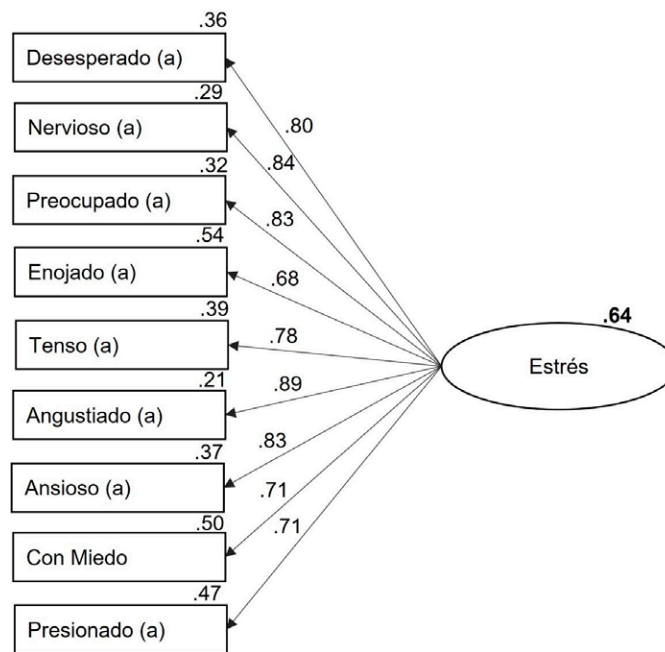 .36
Desesperado (a)
.80
.29
Nervioso (a)
.84
.32
Preocupado (a)
.83
.54
Enojado (a)
.68
.39
Tenso (a)
.78
.21
Angustiado (a)
.89
.37
Ansioso (a)
.83
.50
Con Miedo
.71
.47
Presionado (a)
.71
.64
Estrés